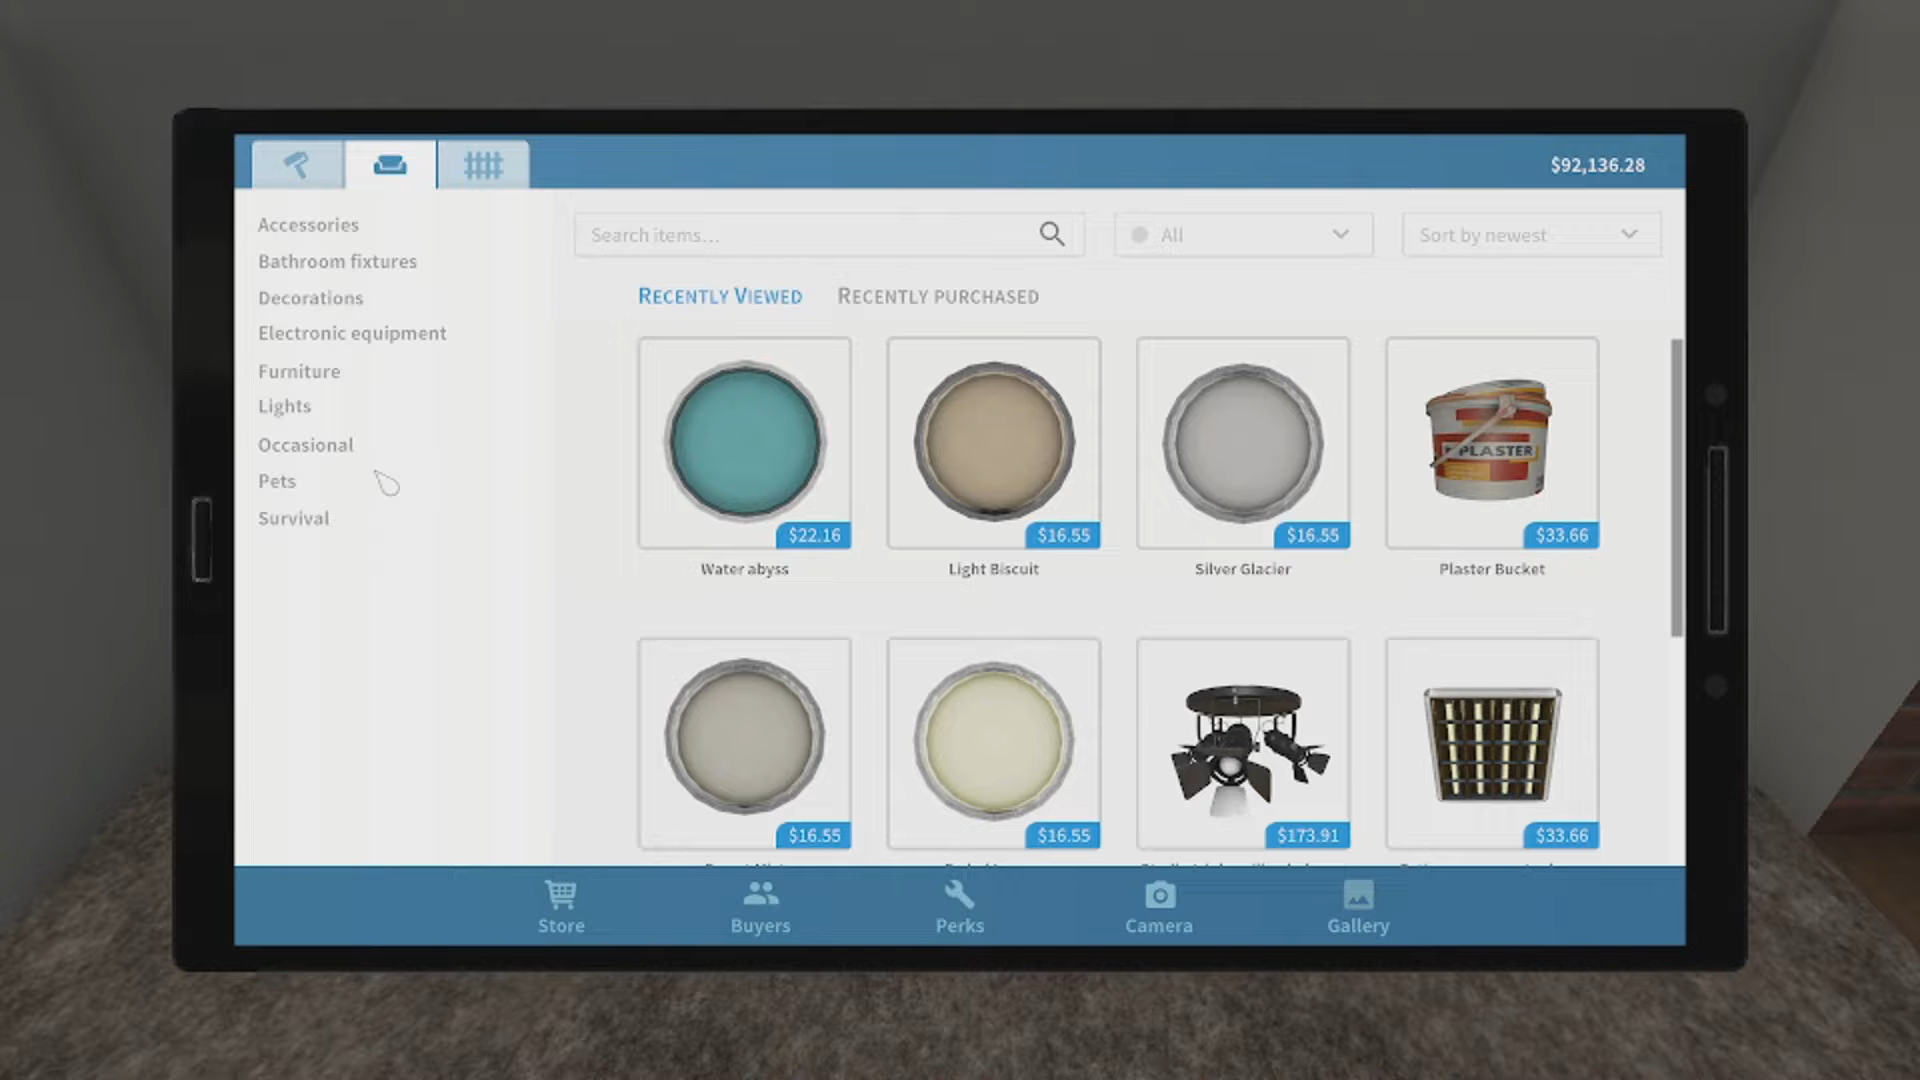 $92,136.28
Accessories
Bathroom fixtures
Decorations
Electronic equipment
Furniture
Lights
Occasional
Pets
Survival
Search items...
All
Sort by newest
RECENTLY VIEWED
RECENTLY PURCHASED
PLASTER
$22.16
$16.55
$16.55
$33.66
Water abyss
Light Biscuit
Silver Glacier
Plaster Bucket
$16.55
$16.55
$173.91
$33.66
Store
Buyers
Perks
Camera
Gallery